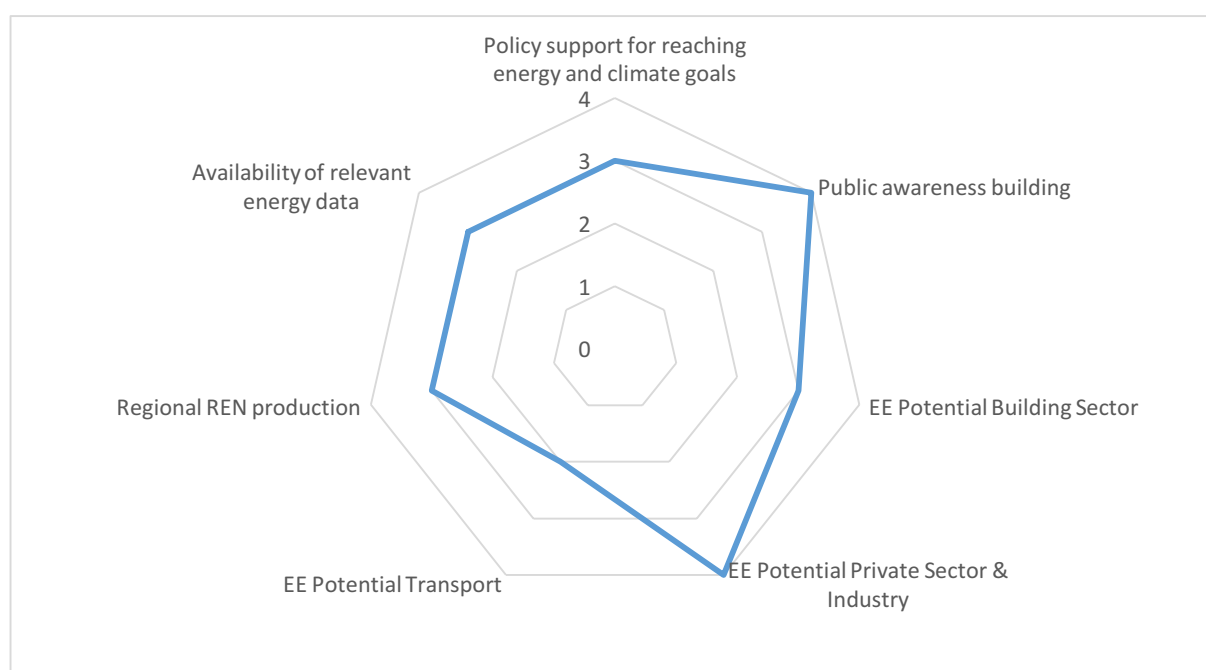 Policy support for reaching
energy and climate goals
4
3
2
1
0
Public awareness building
EE Potential Building Sector
EE Potential Private Sector &
Industry
EE Potential Transport
Regional REN production
Availability of relevant
energy data